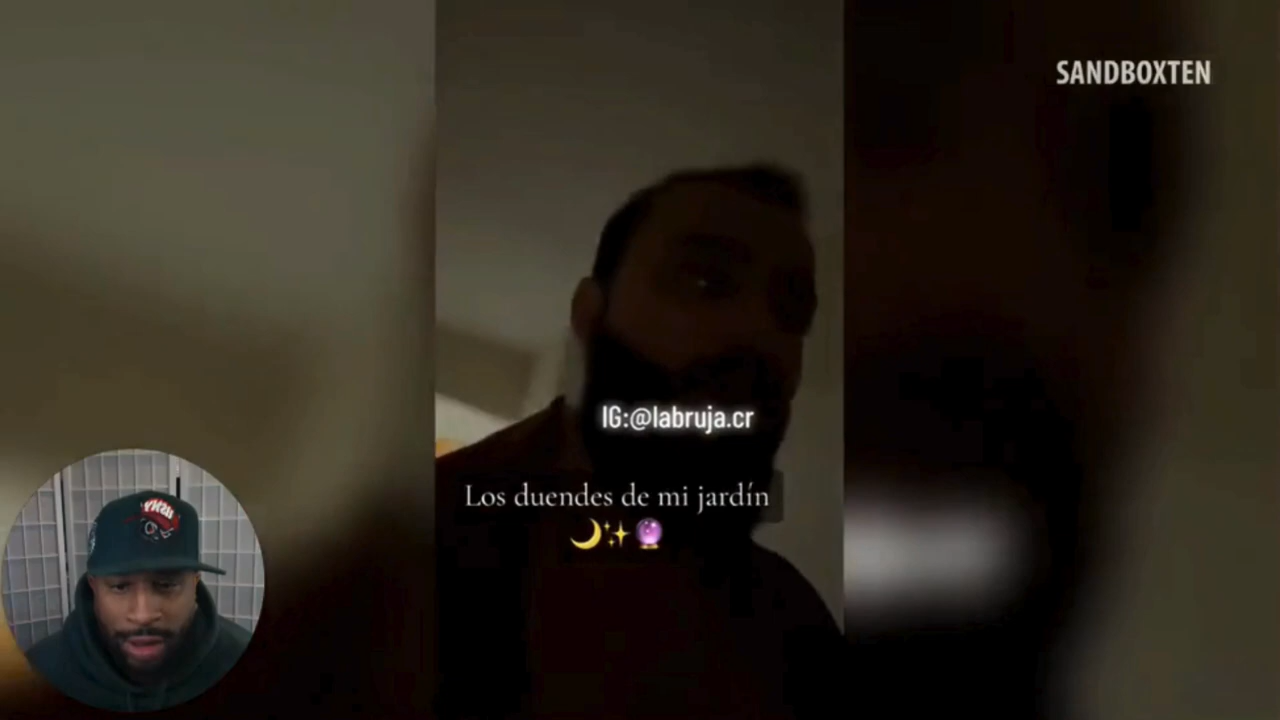 SANDBOXTEN
IG:@labruja.cr
Los duendes de mi jardín
🌙✨🔮